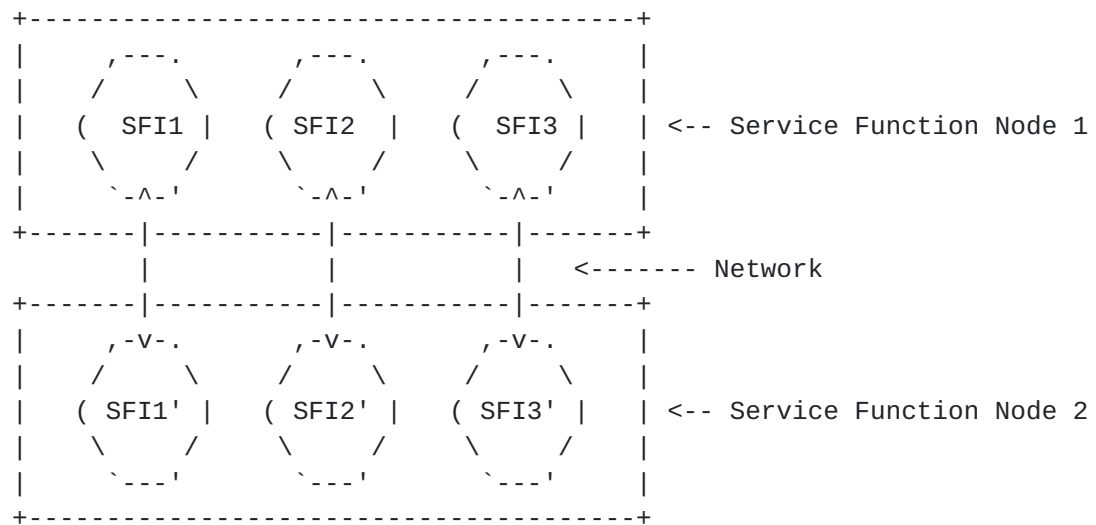 SFI1 SFI2 SFI3 <-- Service Function Node 1
<------- Network
SFI1' SFI2' SFI3' <-- Service Function Node 2